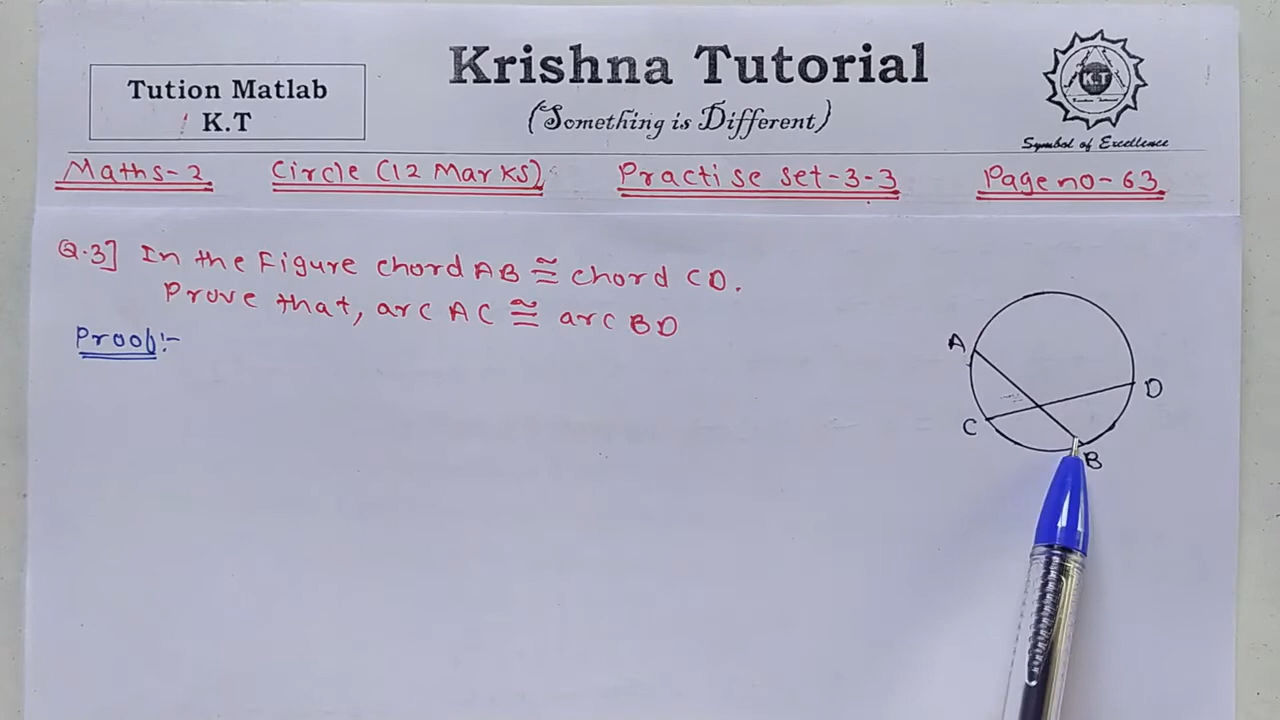 Tution Matlab
K.T
Krishna Tutorial
(Something is Different)
K.T
Symbol of Excellence
Maths-2 Circle (12 Marks) Practise set-3-3 Page no-63
Q.3] In the Figure chord AB ≅ chord CD.
Prove that, arc AC ≅ arc BD
Proof:-
A
D
C
B